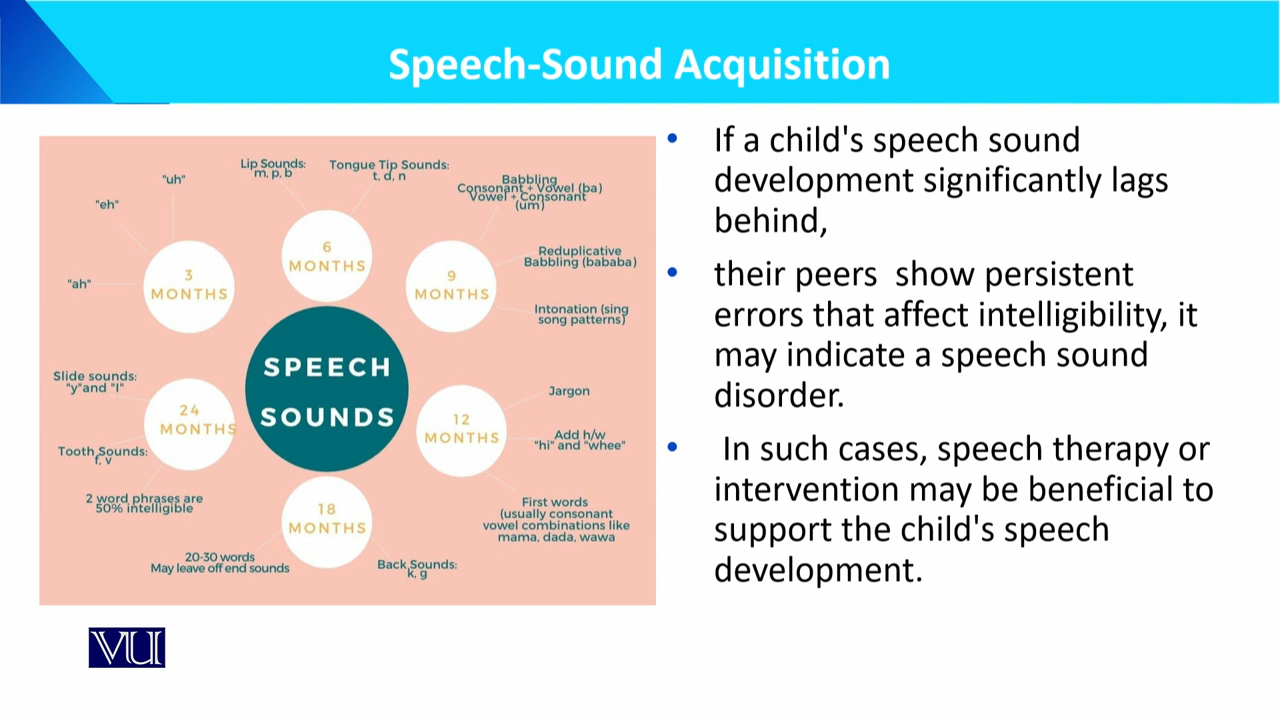 Speech-Sound Acquisition
"uh"
"eh"
"ah"
3
MONTHS
Lip Sounds:
m, p, b
Tongue Tip Sounds:
t, d, n
6
MONTHS
Babbling
Consonant + Vowel (ba)
Vowel + Consonant
(um)
Reduplicative
Babbling (bababa)
Intonation (sing
song patterns)
9
MONTHS
SPEECH
SOUNDS
Jargon
Add h/w
"hi" and "whee"
First words
(usually consonant
vowel combinations like
mama, dada, wawa
12
MONTHS
18
MONTHS
20-30 words
May leave off end sounds
Back Sounds:
k, g
24
MONTHS
Slide sounds:
"y"and "l"
Tooth Sounds:
f, v
2 word phrases are
50% intelligible
• If a child's speech sound
development significantly lags
behind,
• their peers  show persistent
errors that affect intelligibility, it
may indicate a speech sound
disorder.
•  In such cases, speech therapy or
intervention may be beneficial to
support the child's speech
development.
VU